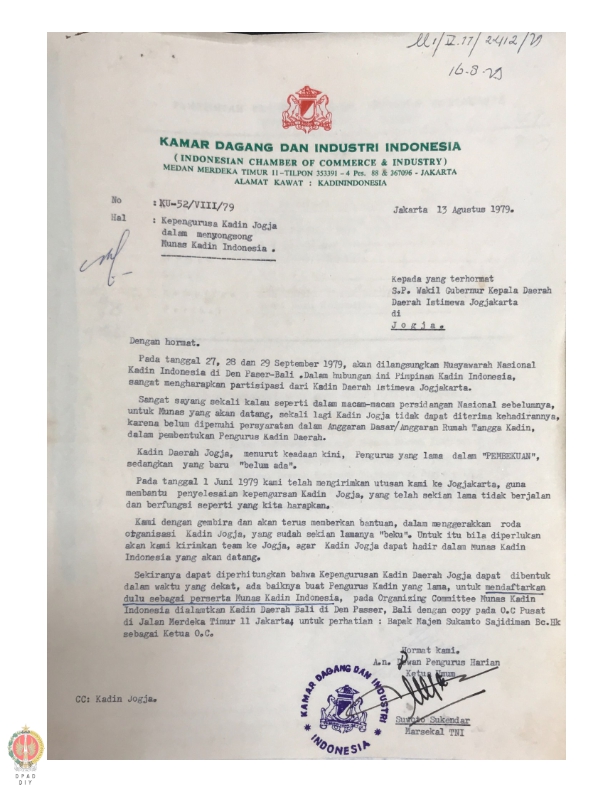 KAMAR DAGANG DAN INDUSTRI INDONESIA
(INDONESIAN CHAMBER OF COMMERCE & INDUSTRY)
MEDAN MERDEKA TIMUR 11-TILPON 353391 - 4 Pes. 88 & 367096 - JAKARTA
ALAMAT KAWAT : KADININDONESIA
No : KU-52/VIII/79
Jakarta 13 Agustus 1979.
Hal : Kepengurusa Kadin Jogja
dalam menyongsong
Munas Kadin Indonesia .
Kepada yang terhormat
S.P. Wakil Gubernur Kepala Daerah
Daerah Istimewa Jogjakarta
di
Jogja.
Dengan hormat.
Pada tanggal 27, 28 dan 29 September 1979, akan dilangsungkan Musyawarah Nasional
Kadin Indonesia di Den Paser-Bali .Dalam hubungan ini Pimpinan Kadin Indonesia,
sangat mengharapkan partisipasi dari Kadin Daerah Istimewa Jogjakarta.
Sangat sayang sekali kalau seperti dalam macam-macam persidangan Nasional sebelumnya,
untuk Munas yang akan datang, sekali lagi Kadin Jogja tidak dapat diterima kehadirannya,
karena belum dipenuhi persyaratan dalam Anggaran Dasar/Anggaran Rumah Tangga Kadin,
dalam pembentukan Pengurus Kadin Daerah.
Kadin Daerah Jogja, menurut keadaan kini, Pengurus yang lama dalam "PEMBEKUAN",
sedangkan yang baru "belum ada".
Pada tanggal 1 Juni 1979 kami telah mengirimkan utusan kami ke Jogjakarta, guna
membantu penyelesaian kepengursan Kadin Jogja, yang telah sekian lama tidak berjalan
dan berfungsi seperti yang kita harapkan.
Kami dengan gembira dan akan terus memberkan bantuan, dalam menggerakkan roda
organisasi Kadin Jogja, yang sudah sekian lamanya "beku". Untuk itu bila diperlukan
akan kami kirimkan team ke Jogja, agar Kadin Jogja dapat hadir dalam Munas Kadin
Indonesia yang akan datang.
Sekiranya dapat diperhitungkan bahwa Kepengurusan Kadin Daerah Jogja dapat dibentuk
dalam waktu yang dekat, ada baiknya buat Pengurus Kadin yang lama, untuk mendaftarkan
dulu sebagai permerta Munas Kadin Indonesia, pada Organizing Committee Munas Kadin
Indonesia dialamatkan Kadin Daerah Bali di Den Passer, Bali dengan copy pada O.C Pusat
di Jalan Merdeka Timur 11 Jakarta, untuk perhatian : Bapak Majen Sukamto Sajidiman Bc.Hk
sebagai Ketua O.C.
Hormat kami.
A.n. Dewan Pengurus Harian
Ketua Umum
KAMAR DAGANG DAN INDUSTRI
INDONESIA
CC: Kadin Jogja.
Suwoto Sukendar
Marsekal TNI
DPAD
DIY